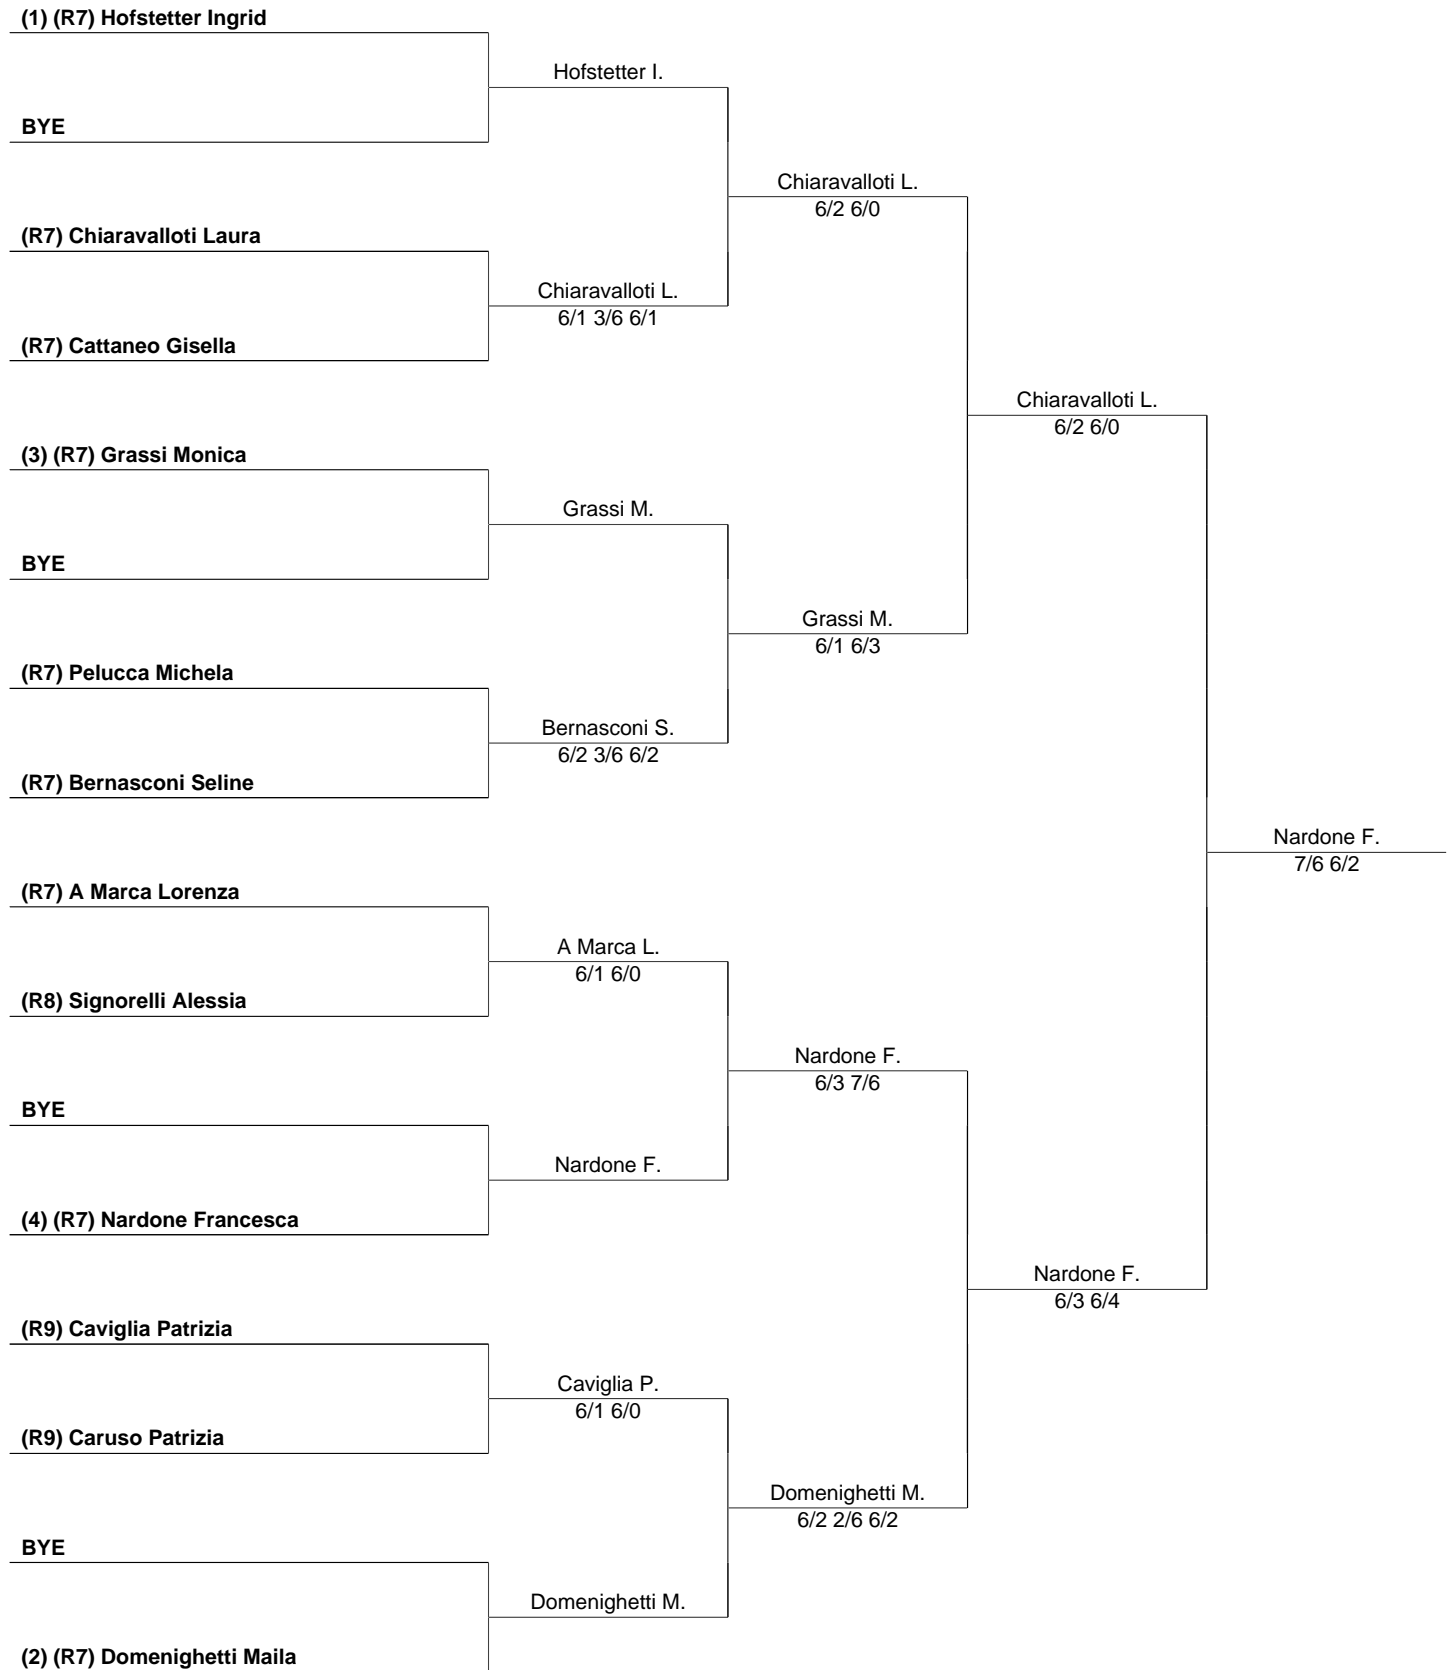 (1) (R7) Hofstetter Ingrid
Hofstetter I.
BYE
Chiaravalloti L.
6/2 6/0
(R7) Chiaravalloti Laura
Chiaravalloti L.
6/1 3/6 6/1
(R7) Cattaneo Gisella
Chiaravalloti L.
6/2 6/0
(3) (R7) Grassi Monica
Grassi M.
BYE
Grassi M.
6/1 6/3
(R7) Pelucca Michela
Bernasconi S.
6/2 3/6 6/2
(R7) Bernasconi Seline
Nardone F.
7/6 6/2
(R7) A Marca Lorenza
A Marca L.
6/1 6/0
(R8) Signorelli Alessia
Nardone F.
6/3 7/6
BYE
Nardone F.
(4) (R7) Nardone Francesca
Nardone F.
6/3 6/4
(R9) Caviglia Patrizia
Caviglia P.
6/1 6/0
(R9) Caruso Patrizia
Domenighetti M.
6/2 2/6 6/2
BYE
Domenighetti M.
(2) (R7) Domenighetti Maila